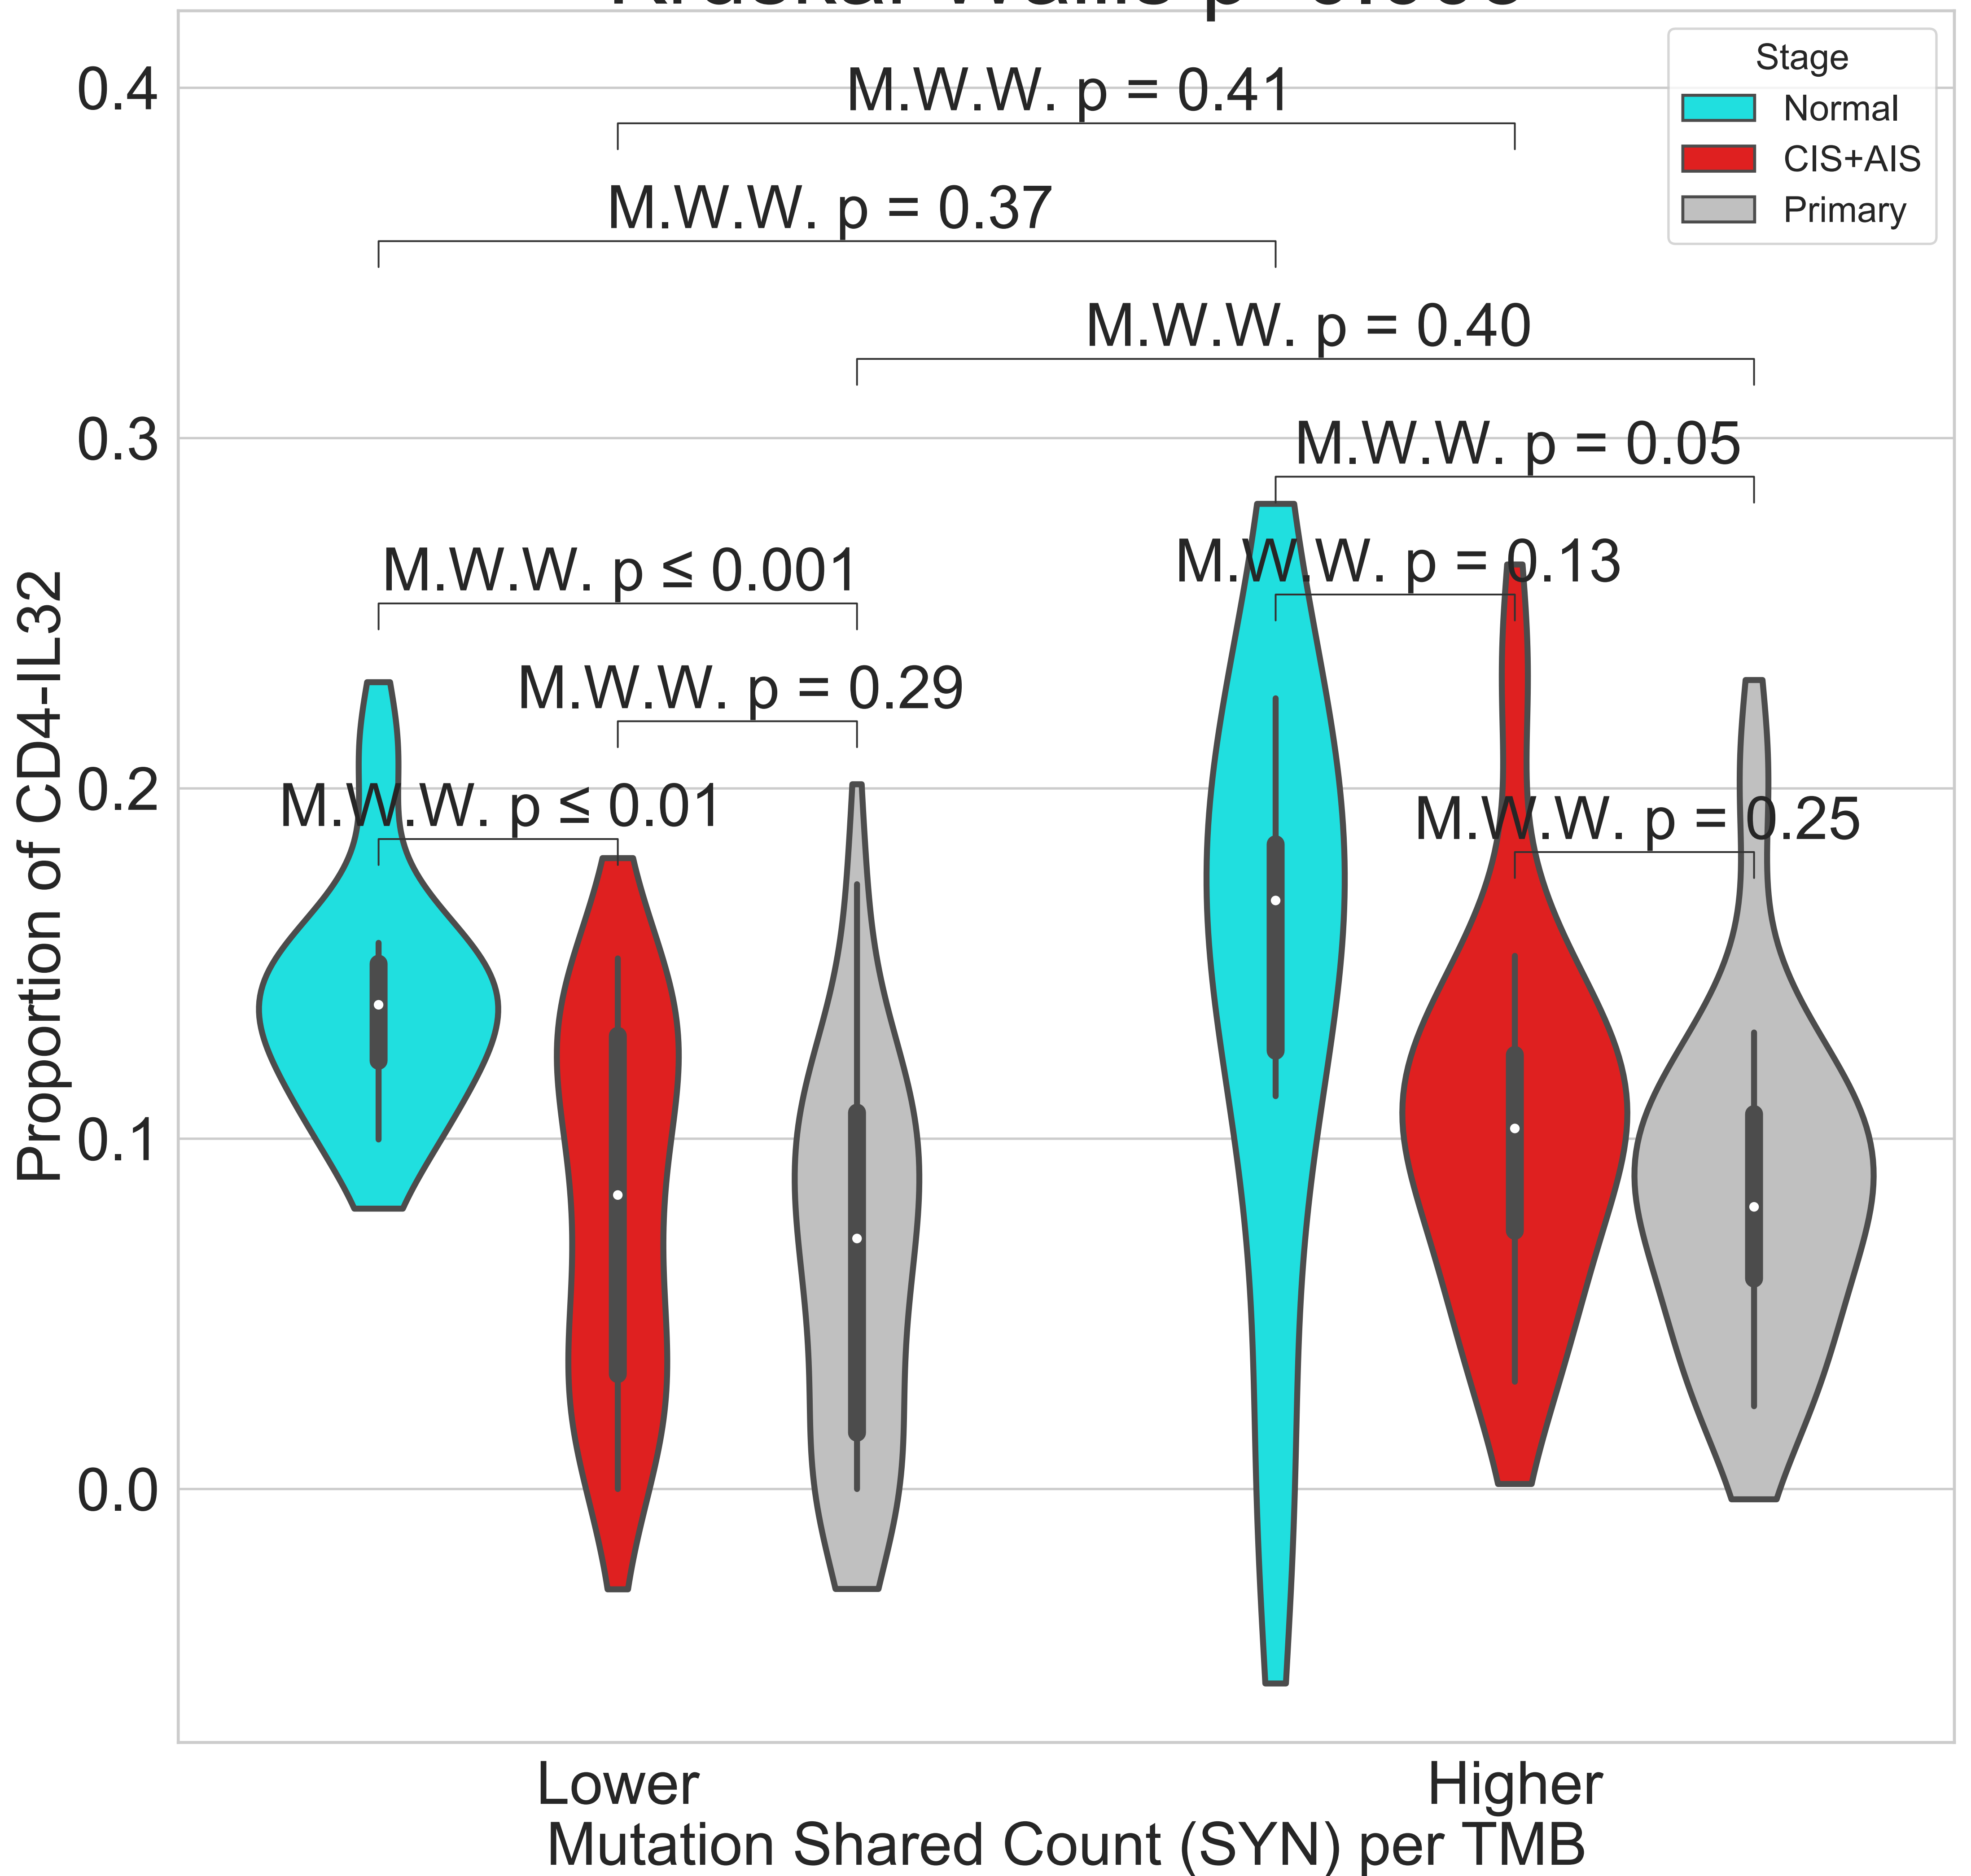 0.4
0.3
0.2
0.1
0.0
Proportion of CD4-IL32
Stage
Normal
CIS+AIS
Primary
M.W.W. p = 0.41
M.W.W. p = 0.37
M.W.W. p = 0.40
M.W.W. p = 0.05
M.W.W. p ≤ 0.001
M.W.W. p = 0.13
M.W.W. p = 0.29
M.W.W. p ≤ 0.01
M.W.W. p = 0.25
Lower
Higher
Mutation Shared Count (SYN) per TMB